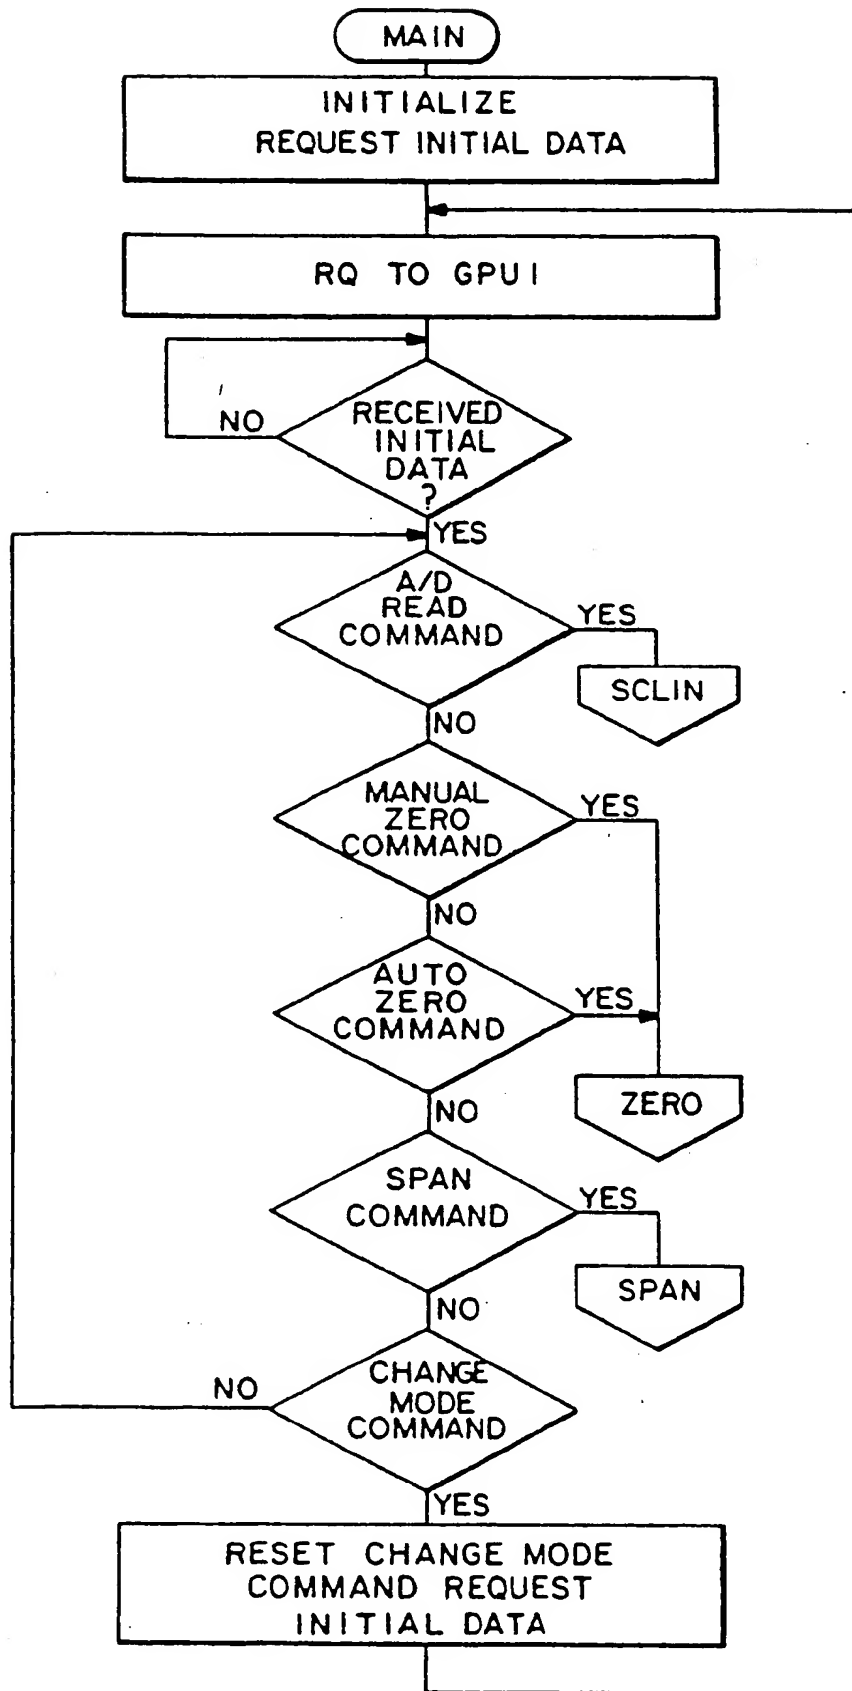 MAIN
INITIALIZE
REQUEST INITIAL DATA
RQ TO GPUI
NO
RECEIVED
INITIAL
DATA
?
YES
A/D
READ
COMMAND
YES
SCLIN
NO
MANUAL
ZERO
COMMAND
YES
NO
AUTO
ZERO
COMMAND
YES
ZERO
NO
SPAN
COMMAND
YES
SPAN
NO
CHANGE
MODE
COMMAND
NO
YES
RESET CHANGE MODE
COMMAND REQUEST
INITIAL DATA